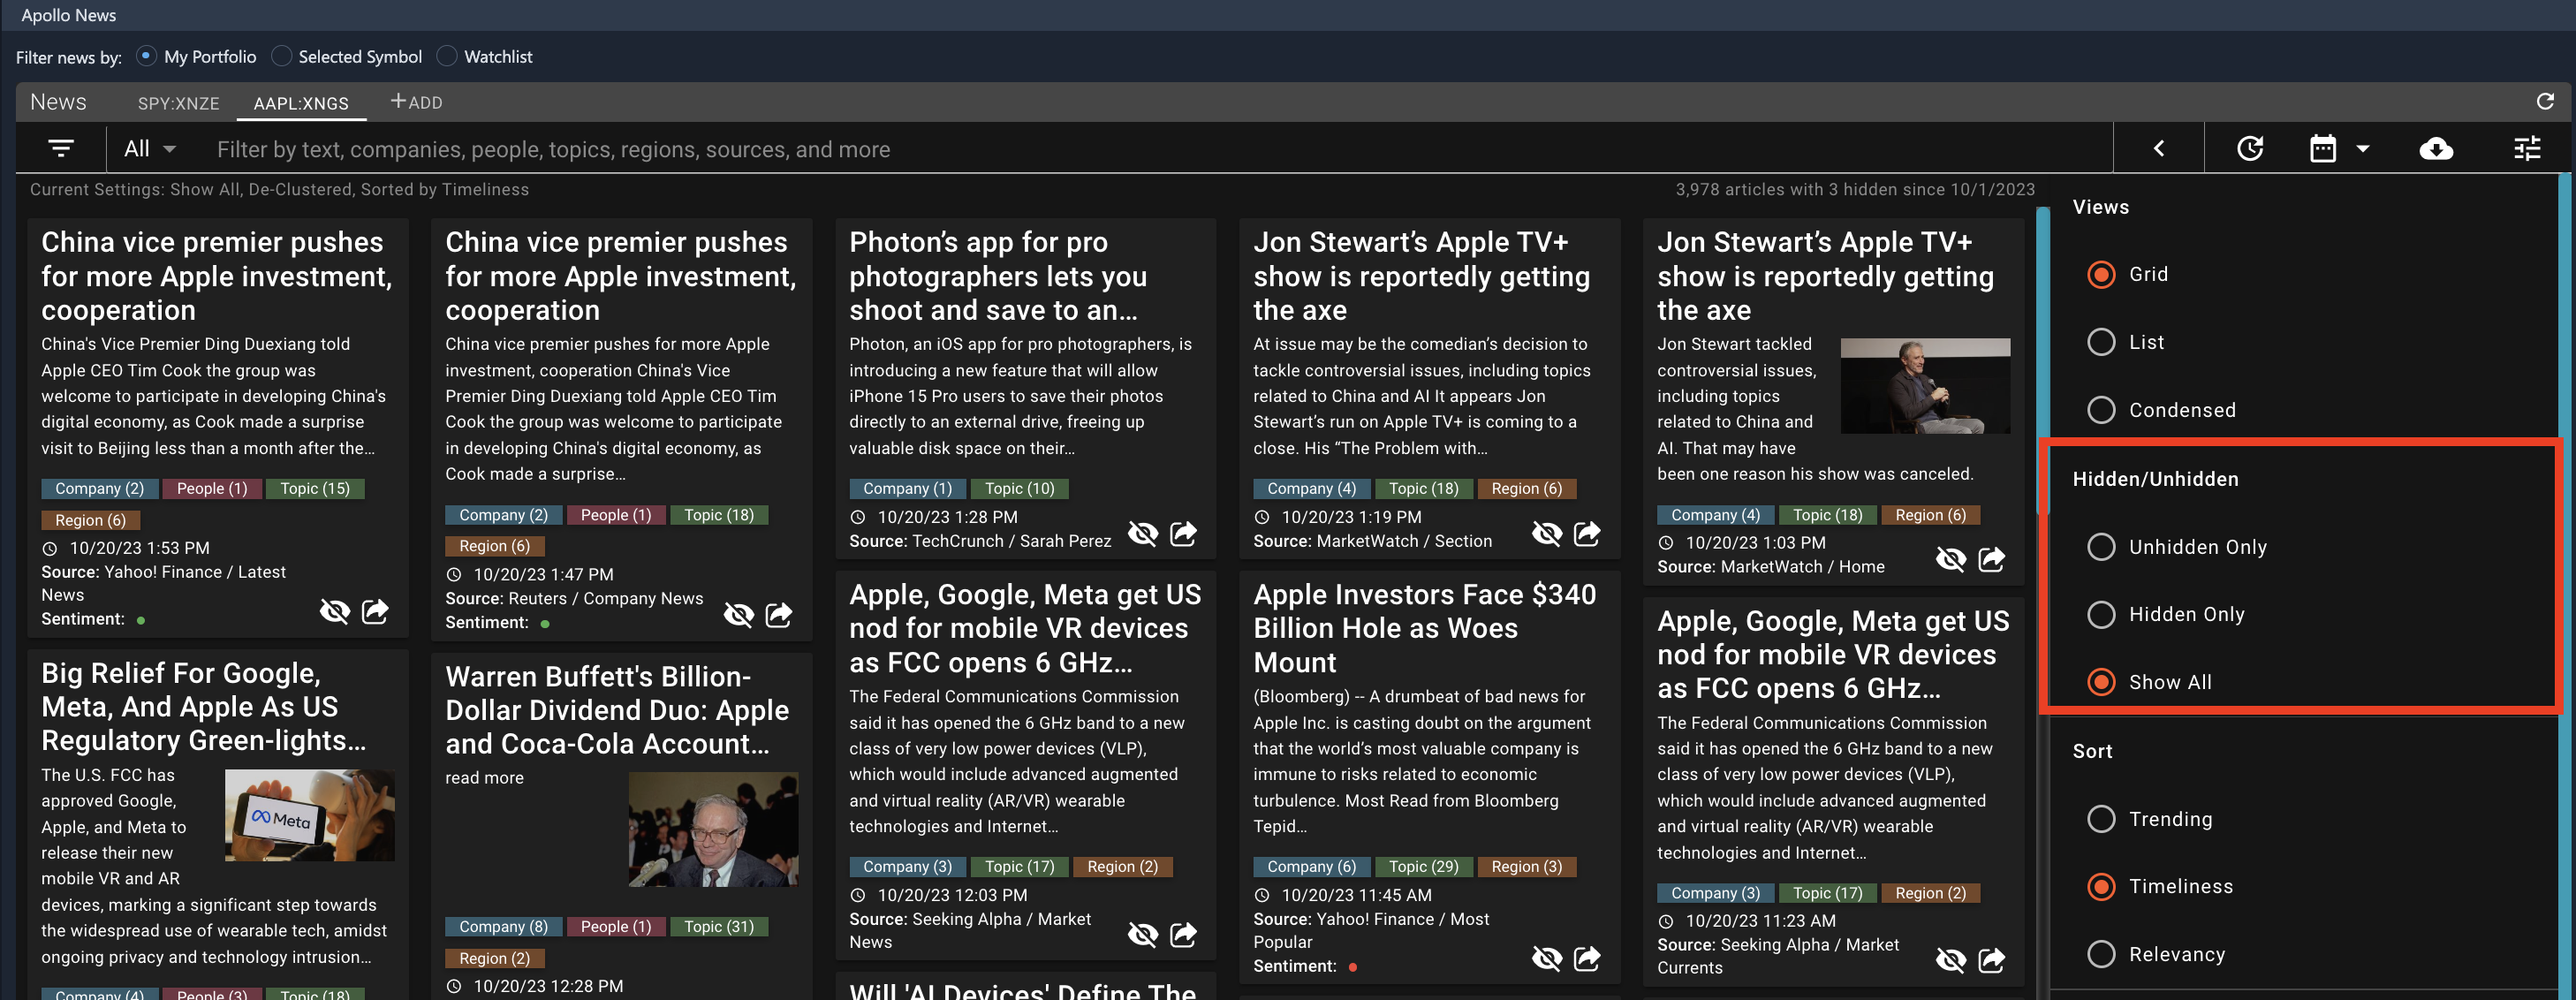 Apollo News
Filter news by: My Portfolio Selected Symbol Watchlist
News SPY:XNZE AAPL:XNGS +ADD
All Filter by text, companies, people, topics, regions, sources, and more
Current Settings: Show All, De-Clustered, Sorted by Timeliness
3,978 articles with 3 hidden since 10/1/2023
China vice premier pushes
for more Apple investment,
cooperation
China's Vice Premier Ding Duexiang told
Apple CEO Tim Cook the group was
welcome to participate in developing China's
digital economy, as Cook made a surprise
visit to Beijing less than a month after the…
Company (2) People (1) Topic (15)
Region (6)
10/20/23 1:53 PM
Source: Yahoo! Finance / Latest
News
Sentiment:
Big Relief For Google,
Meta, And Apple As US
Regulatory Green-lights…
The U.S. FCC has
approved Google,
Apple, and Meta to
release their new
mobile VR and AR
devices, marking a significant step towards
the widespread use of wearable tech, amidst
ongoing privacy and technology intrusion…
Meta
Company (4) People (3) Topic (18)
China vice premier pushes
for more Apple investment,
cooperation
China vice premier pushes for more Apple
investment, cooperation China's Vice
Premier Ding Duexiang told Apple CEO Tim
Cook the group was welcome to participate
in developing China's digital economy, as
Cook made a surprise…
Company (2) People (1) Topic (18)
Region (6)
10/20/23 1:47 PM
Source: Reuters / Company News
Sentiment:
Warren Buffett's Billion-
Dollar Dividend Duo: Apple
and Coca-Cola Account…
read more
Company (8) People (1) Topic (31)
Region (2)
10/20/23 12:28 PM
Photon’s app for pro
photographers lets you
shoot and save to an…
Photon, an iOS app for pro photographers, is
introducing a new feature that will allow
iPhone 15 Pro users to save their photos
directly to an external drive, freeing up
valuable disk space on their…
Company (1) Topic (10)
10/20/23 1:28 PM
Source: TechCrunch / Sarah Perez
Apple, Google, Meta get US
nod for mobile VR devices
as FCC opens 6 GHz…
The Federal Communications Commission
said it has opened the 6 GHz band to a new
class of very low power devices (VLP),
which would include advanced augmented
and virtual reality (AR/VR) wearable
technologies and Internet…
Company (3) Topic (17) Region (2)
10/20/23 12:03 PM
Source: Seeking Alpha / Market
News
Will 'AI Devices' Define The
Jon Stewart’s Apple TV+
show is reportedly getting
the axe
At issue may be the comedian’s decision to
tackle controversial issues, including topics
related to China and AI It appears Jon
Stewart’s run on Apple TV+ is coming to a
close. His “The Problem with…
Company (4) Topic (18) Region (6)
10/20/23 1:19 PM
Source: MarketWatch / Section
Apple Investors Face $340
Billion Hole as Woes
Mount
(Bloomberg) -- A drumbeat of bad news for
Apple Inc. is casting doubt on the argument
that the world’s most valuable company is
immune to risks related to economic
turbulence. Most Read from Bloomberg
Tepid…
Company (6) Topic (29) Region (3)
10/20/23 11:45 AM
Source: Yahoo! Finance / Most
Popular
Sentiment:
Jon Stewart’s Apple TV+
show is reportedly getting
the axe
Jon Stewart tackled
controversial issues,
including topics
related to China and
AI. That may have
been one reason his show was canceled.
Company (4) Topic (18) Region (6)
10/20/23 1:03 PM
Source: MarketWatch / Home
Apple, Google, Meta get US
nod for mobile VR devices
as FCC opens 6 GHz…
The Federal Communications Commission
said it has opened the 6 GHz band to a new
class of very low power devices (VLP),
which would include advanced augmented
and virtual reality (AR/VR) wearable
technologies and Internet…
Company (3) Topic (17) Region (2)
10/20/23 11:23 AM
Source: Seeking Alpha / Market
Currents
Views
Grid
List
Condensed
Hidden/Unhidden
Unhidden Only
Hidden Only
Show All
Sort
Trending
Timeliness
Relevancy